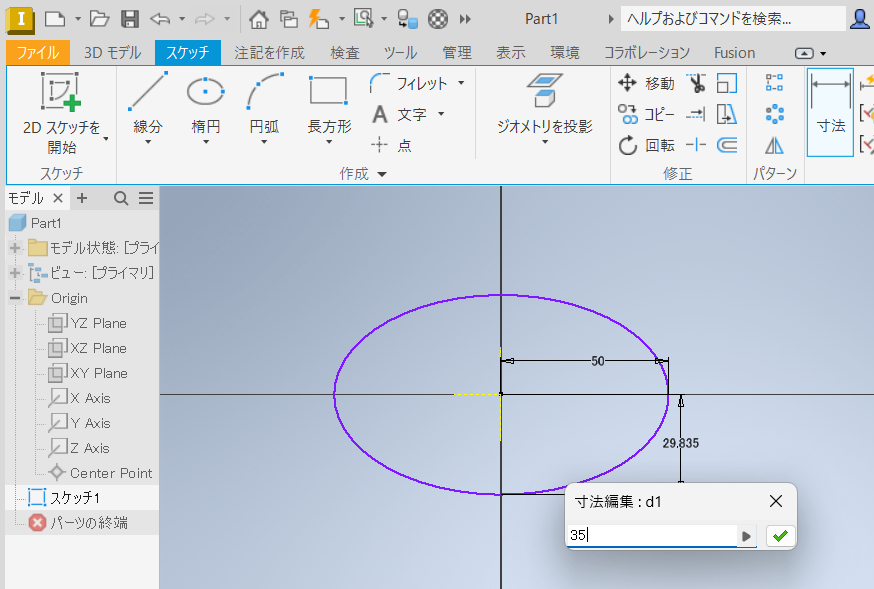 I
PRO
Part1
ヘルプおよびコマンドを検索...
ファイル 3D モデル スケッチ 注記を作成 検査 ツール 管理 表示 環境 コラボレーション Fusion
2D スケッチを
開始
線分
楕円
円弧
長方形
フィレット
A 文字
点
ジオメトリを投影
移動
コピー
回転
寸法
スケッチ
作成
修正
パターン
モデル
Part1
モデル状態: [プライ
ビュー: [プライマリ]
Origin
YZ Plane
XZ Plane
XY Plane
X Axis
Y Axis
Z Axis
Center Point
スケッチ1
パーツの終端
50
29.835
寸法編集 : d1
35